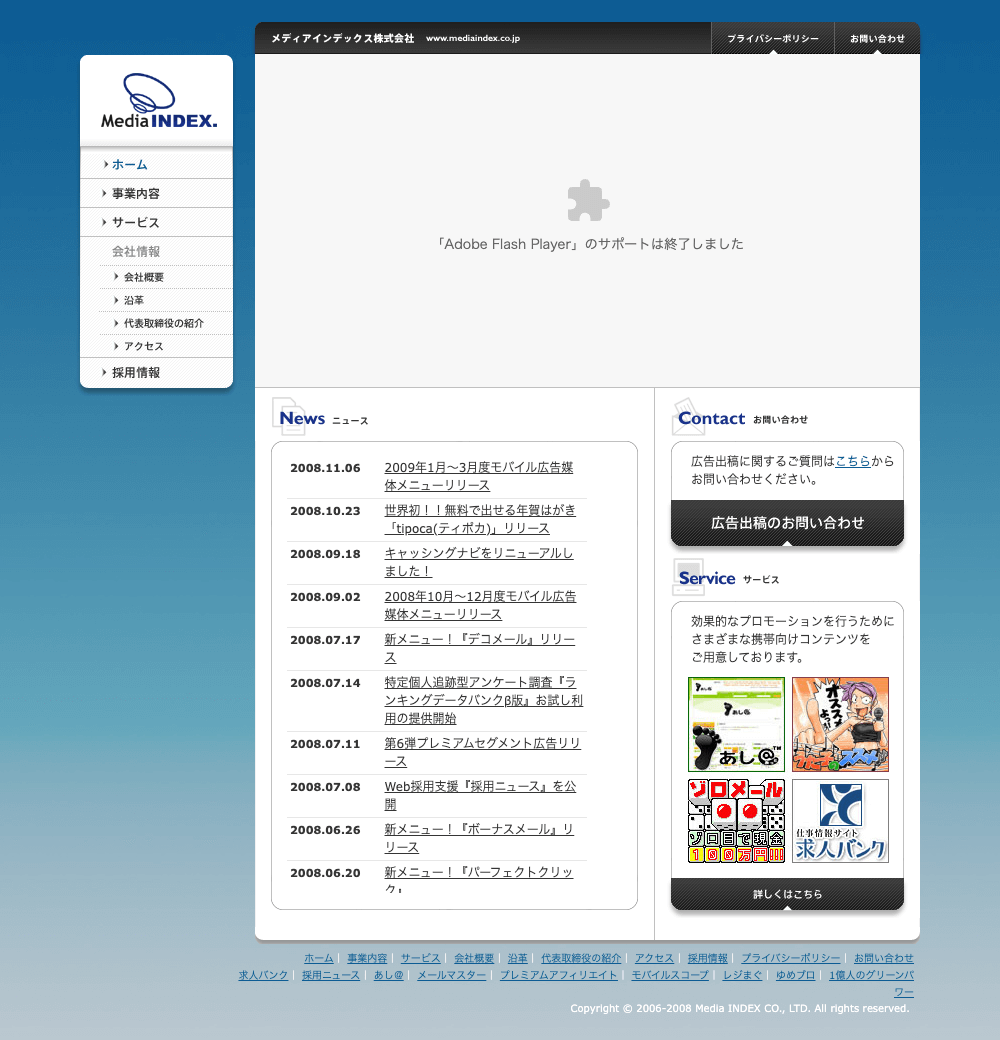 メディアインデックス株式会社 www.mediaindex.co.jp プライバシーポリシー お問い合わせ
Media INDEX.
ホーム
事業内容
サービス
会社情報
会社概要
沿革
代表取締役の紹介
アクセス
採用情報
「Adobe Flash Player」のサポートは終了しました
News ニュース
2008.11.06 2009年1月～3月度モバイル広告媒
体メニューリリース
2008.10.23 世界初！！無料で出せる年賀はがき
「tipoca(ティポカ)」リリース
2008.09.18 キャッシングナビをリニューアルし
ました！
2008.09.02 2008年10月～12月度モバイル広告
媒体メニューリリース
2008.07.17 新メニュー！『デコメール』リリー
ス
2008.07.14 特定個人追跡型アンケート調査『ラ
ンキングデータバンクβ版』お試し利
用の提供開始
2008.07.11 第6弾プレミアムセグメント広告リリ
ース
2008.07.08 Web採用支援『採用ニュース』を公
開
2008.06.26 新メニュー！『ボーナスメール』リ
リース
2008.06.20 新メニュー！『パーフェクトクリッ
ク』
Contact お問い合わせ
広告出稿に関するご質問はこちらから
お問い合わせください。
広告出稿のお問い合わせ
Service サービス
効果的なプロモーションを行うために
さまざまな携帯向けコンテンツを
ご用意しております。
あし@
あし@™
オススメ
よっ!!
ゾロメール
ゾロ目で現金
100万円!!!
仕事情報サイト
求人バンク
詳しくはこちら
ホーム | 事業内容 | サービス | 会社概要 | 沿革 | 代表取締役の紹介 | アクセス | 採用情報 | プライバシーポリシー | お問い合わせ
求人バンク | 採用ニュース | あし@ | メールマスター | プレミアムアフィリエイト | モバイルスコープ | レジまぐ | ゆめブロ | 1億人のグリーンパ
ワー
Copyright © 2006-2008 Media INDEX CO., LTD. All rights reserved.